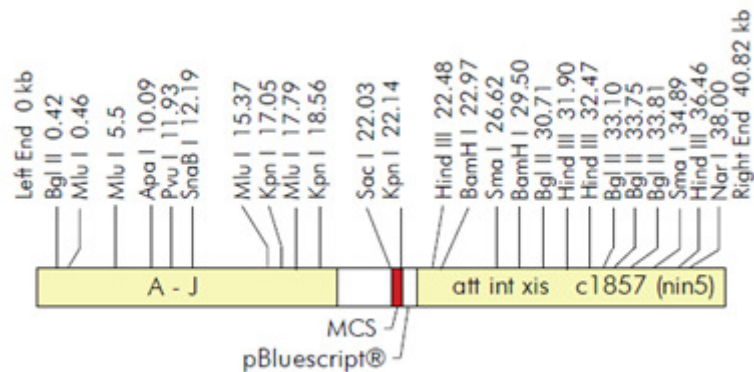 Left End 0 kb
Bgl II 0.42
Mlu I 0.46
Mlu I 5.5
Apa I 10.09
Pvu I 11.93
SnaB I 12.19
Mlu I 15.37
Kpn I 17.05
Mlu I 17.79
Kpn I 18.56
Sac I 22.03
Kpn I 22.14
Hind III 22.48
BamH I 22.97
Sma I 26.62
BamH I 29.50
Bgl II 30.71
Hind III 31.90
Hind III 32.47
Bgl II 33.10
Bgl II 33.75
Bgl II 33.81
Sma I 34.89
Hind III 36.46
Nar I 38.00
Right End 40.82 kb
A - J
att int xis c1857 (nin5)
MCS
pBluescript®